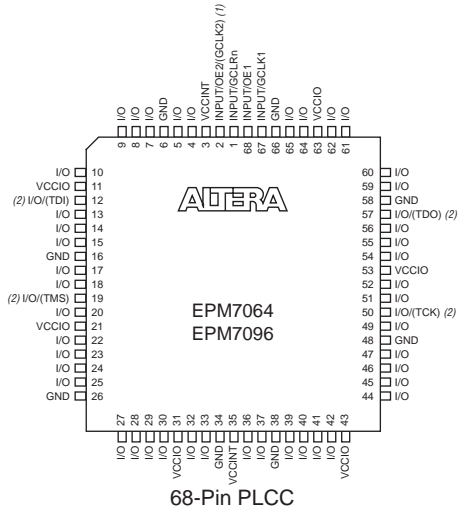 I/O
I/O
I/O
GND
I/O
I/O
VCCINT
INPUT/OE2/(GCLK2) (1)
INPUT/GCLRn
INPUT/OE1
INPUT/GCLK1
GND
I/O
I/O
VCCIO
I/O
I/O
9 8 7 6 5 4 3 2 1 68 67 66 65 64 63 62 61
I/O 10
VCCIO 11
(2) I/O/(TDI) 12
I/O 13
I/O 14
I/O 15
GND 16
I/O 17
I/O 18
(2) I/O/(TMS) 19
I/O 20
VCCIO 21
I/O 22
I/O 23
I/O 24
I/O 25
GND 26
ALTERA
EPM7064
EPM7096
60 I/O
59 I/O
58 GND
57 I/O/(TDO) (2)
56 I/O
55 I/O
54 I/O
53 VCCIO
52 I/O
51 I/O
50 I/O/(TCK) (2)
49 I/O
48 GND
47 I/O
46 I/O
45 I/O
44 I/O
27 28 29 30 31 32 33 34 35 36 37 38 39 40 41 42 43
I/O
I/O
I/O
I/O
VCCIO
I/O
I/O
GND
VCCINT
I/O
I/O
GND
I/O
I/O
I/O
I/O
VCCIO
68-Pin PLCC